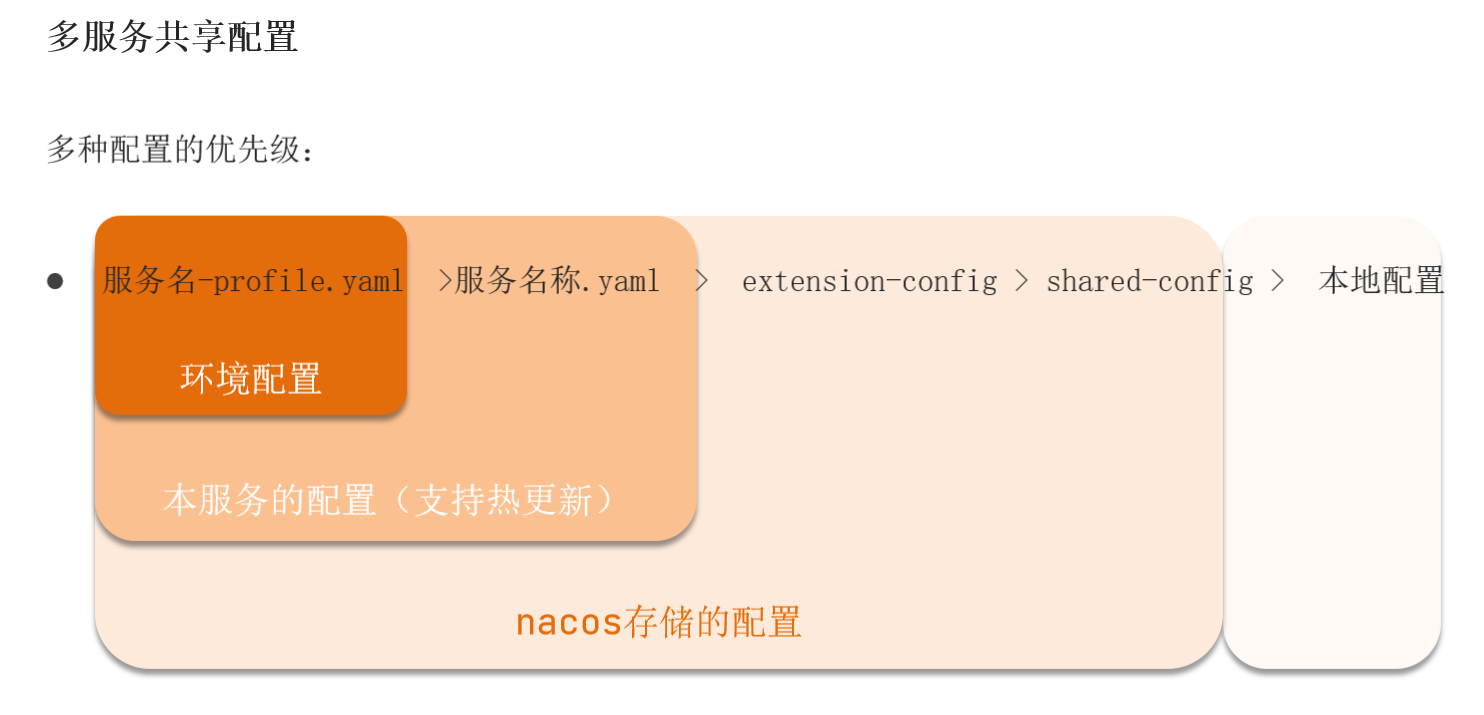 多服务共享配置
多种配置的优先级：
● 服务名-profile.yaml >服务名称.yaml > extension-config > shared-config > 本地配置
环境配置
本服务的配置（支持热更新）
nacos存储的配置